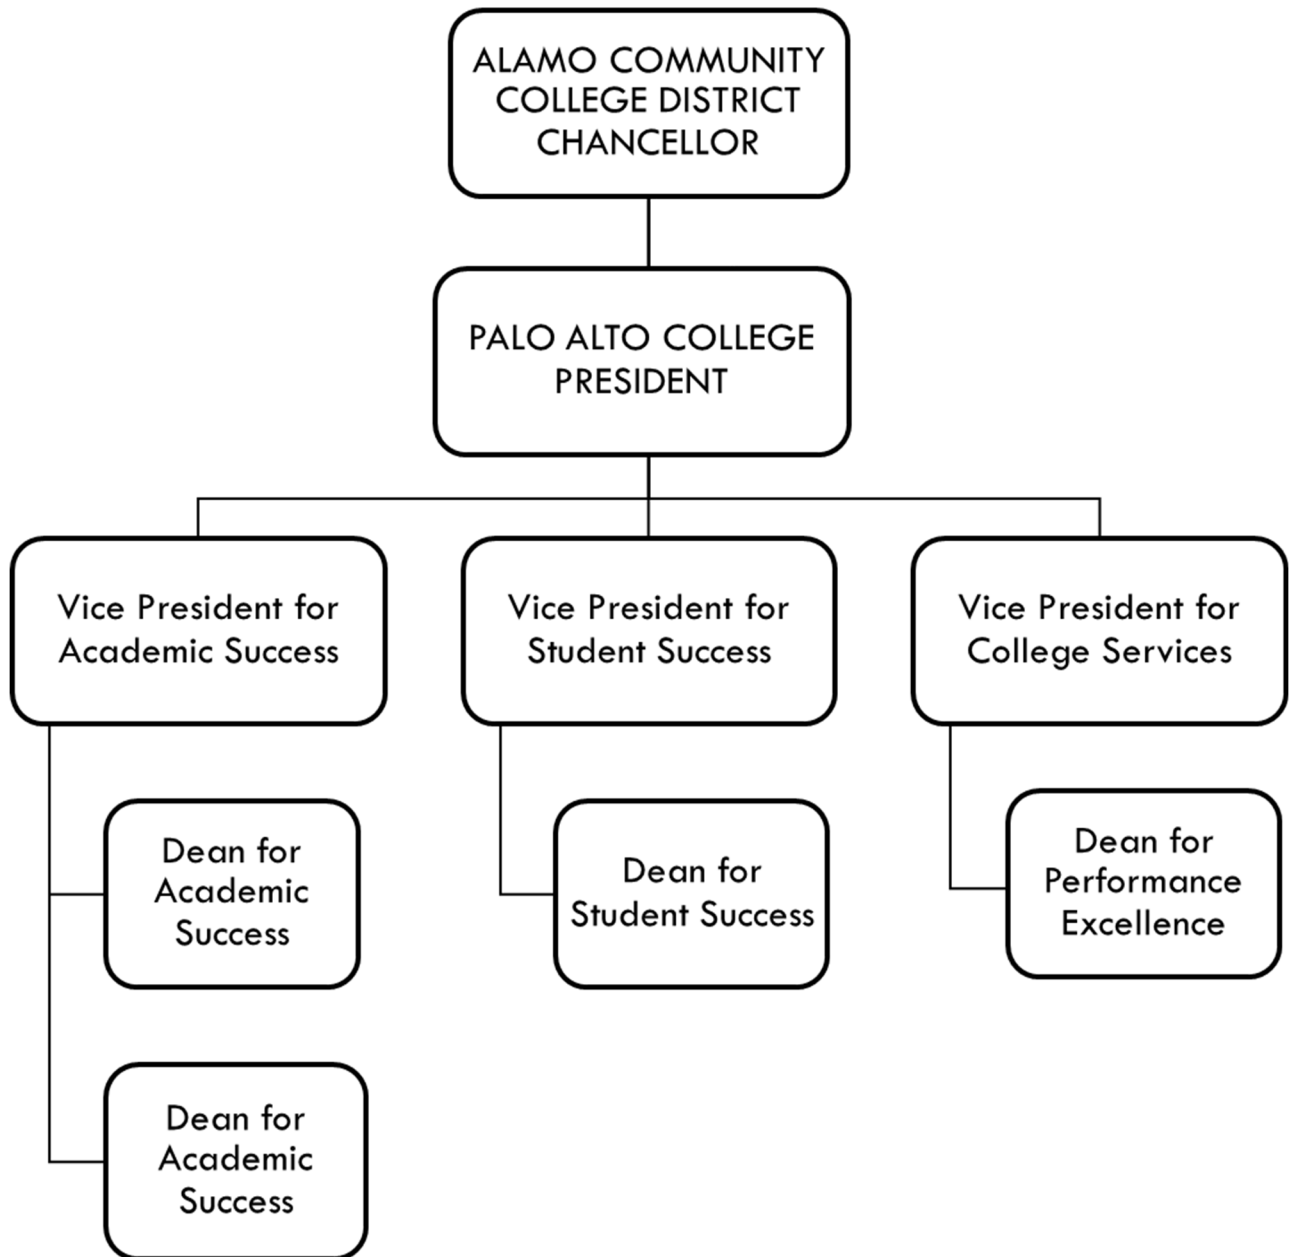 ALAMO COMMUNITY
COLLEGE DISTRICT
CHANCELLOR
PALO ALTO COLLEGE
PRESIDENT
Vice President for
Academic Success
Vice President for
Student Success
Vice President for
College Services
Dean for
Academic
Success
Dean for
Student Success
Dean for
Performance
Excellence
Dean for
Academic
Success